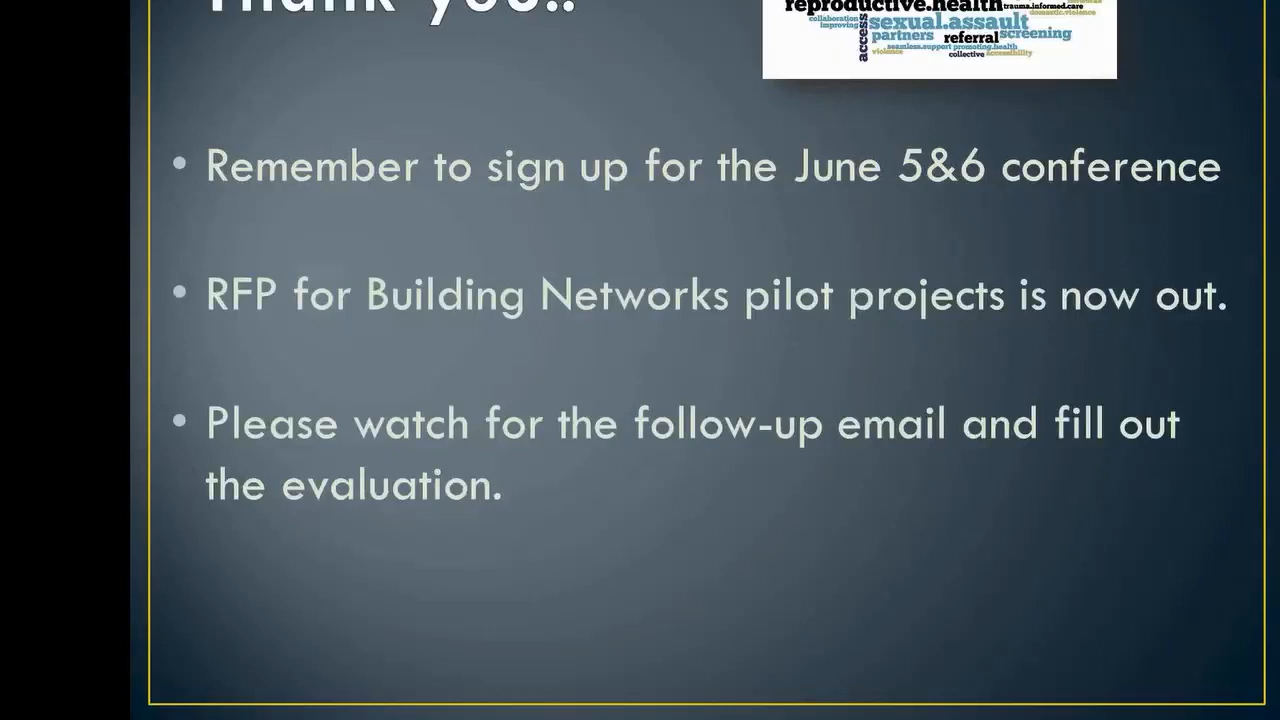 Thank you!!
reproductive.health trauma.informed.care
collaboration sexual.assault domestic.violence
improving
access partners referral screening
seamless.support promoting.health
violence collective accessibility
• Remember to sign up for the June 5&6 conference
• RFP for Building Networks pilot projects is now out.
• Please watch for the follow-up email and fill out
the evaluation.